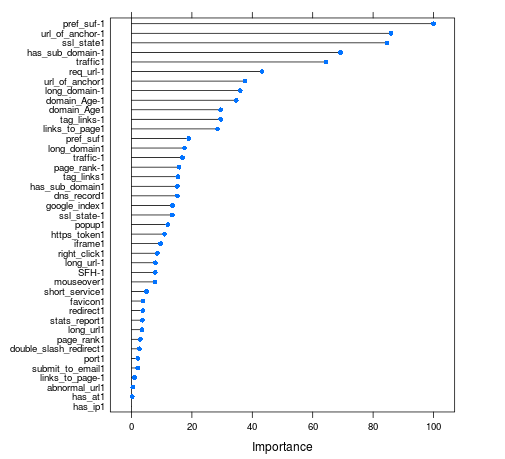 pref_suf-1
url_of_anchor-1
ssl_state1
has_sub_domain-1
traffic1
req_url-1
url_of_anchor1
long_domain-1
domain_Age-1
domain_Age1
tag_links-1
links_to_page1
pref_suf1
long_domain1
traffic-1
page_rank-1
tag_links1
has_sub_domain1
dns_record1
google_index1
ssl_state-1
popup1
https_token1
iframe1
right_click1
long_url-1
SFH-1
mouseover1
short_service1
favicon1
redirect1
stats_report1
long_url1
page_rank1
double_slash_redirect1
port1
submit_to_email1
links_to_page-1
abnormal_url1
has_at1
has_ip1
0 20 40 60 80 100
Importance